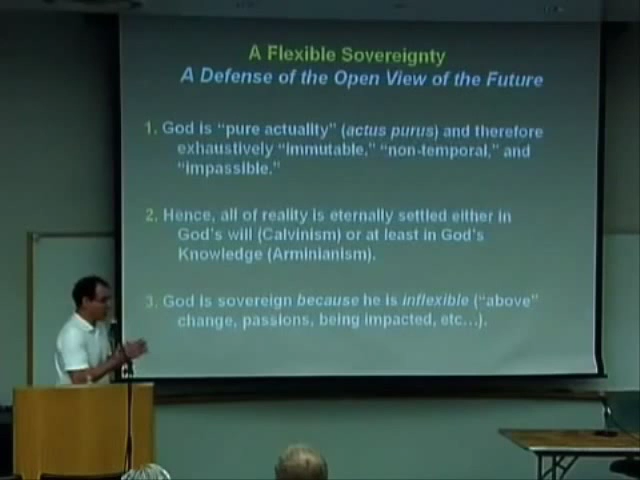 A Flexible Sovereignty
A Defense of the Open View of the Future
1. God is “pure actuality” (actus purus) and therefore
exhaustively “immutable,” “non-temporal,” and
“impassible.”
2. Hence, all of reality is eternally settled either in
God’s will (Calvinism) or at least in God’s
Knowledge (Arminianism).
3. God is sovereign because he is inflexible (“above”
change, passions, being impacted, etc…).